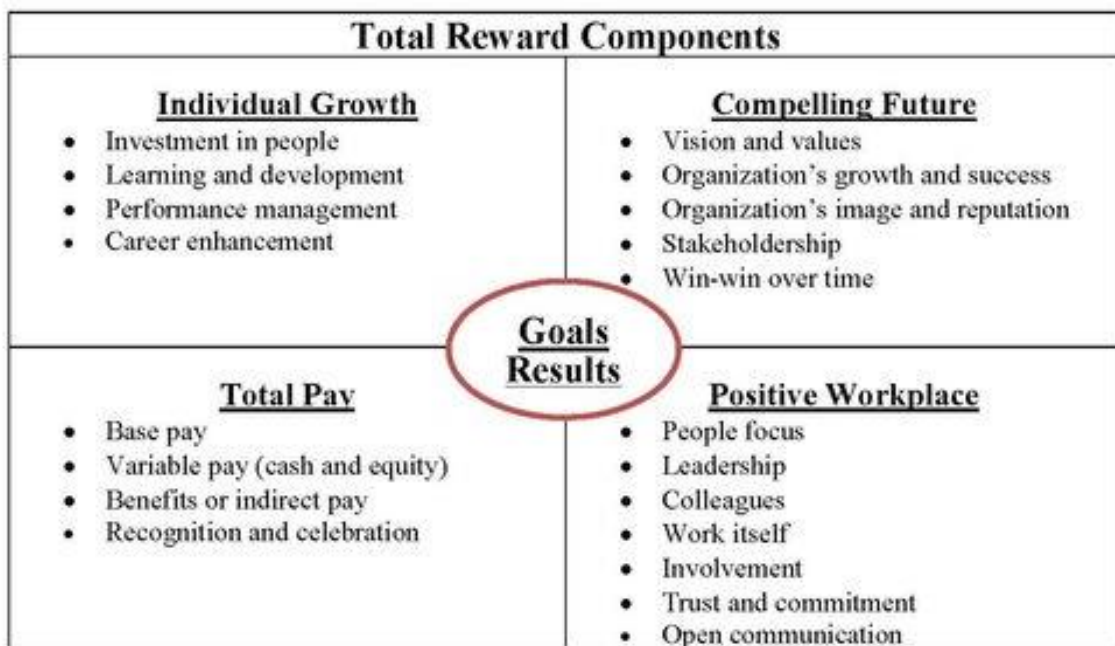 Total Reward Components
Individual Growth
• Investment in people
• Learning and development
• Performance management
• Career enhancement
Compelling Future
• Vision and values
• Organization's growth and success
• Organization's image and reputation
• Stakeholdership
• Win-win over time
Goals
Results
Total Pay
• Base pay
• Variable pay (cash and equity)
• Benefits or indirect pay
• Recognition and celebration
Positive Workplace
• People focus
• Leadership
• Colleagues
• Work itself
• Involvement
• Trust and commitment
• Open communication